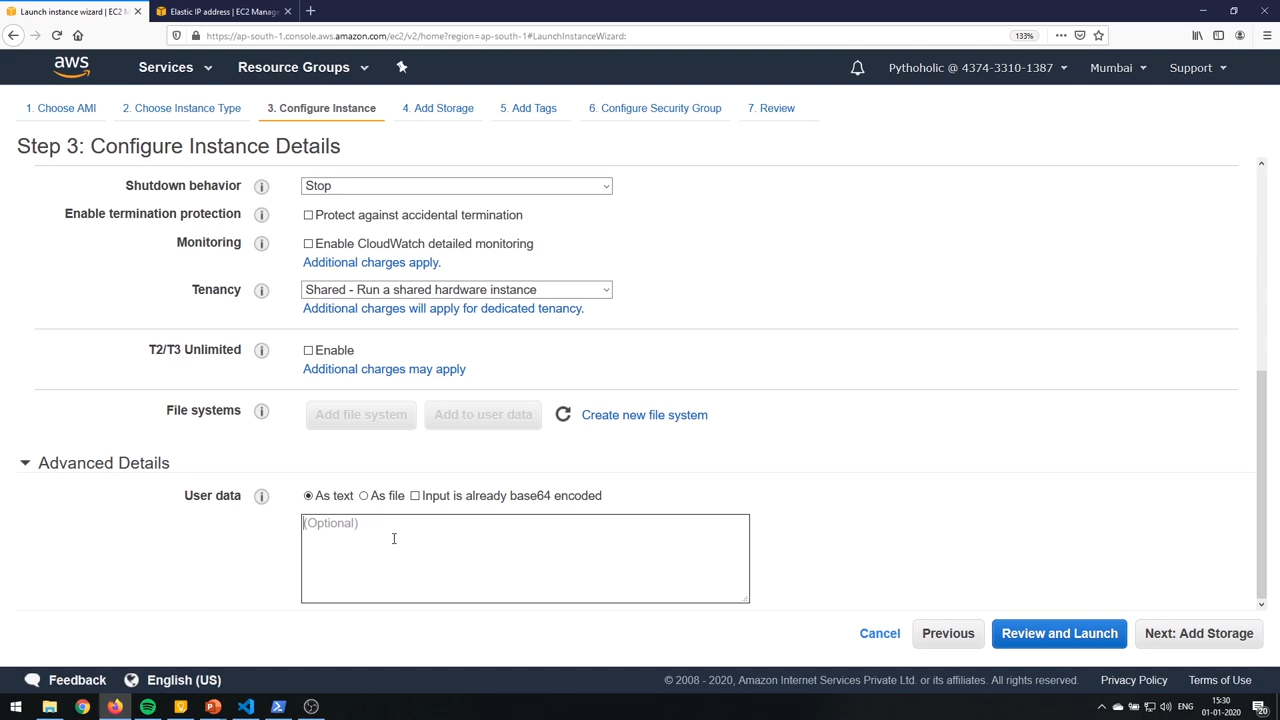 Launch instance wizard | EC2 M
Elastic IP address | EC2 Manage
https://ap-south-1.console.aws.amazon.com/ec2/v2/home?region=ap-south-1#LaunchInstanceWizard:
133%
aws
Services
Resource Groups
Pythoholic @ 4374-3310-1387
Mumbai
Support
1. Choose AMI
2. Choose Instance Type
3. Configure Instance
4. Add Storage
5. Add Tags
6. Configure Security Group
7. Review
Step 3: Configure Instance Details
Shutdown behavior
Stop
Enable termination protection
Protect against accidental termination
Monitoring
Enable CloudWatch detailed monitoring
Additional charges apply.
Tenancy
Shared - Run a shared hardware instance
Additional charges will apply for dedicated tenancy.
T2/T3 Unlimited
Enable
Additional charges may apply
File systems
Add file system
Add to user data
Create new file system
Advanced Details
User data
As text
As file
Input is already base64 encoded
(Optional)
Cancel
Previous
Review and Launch
Next: Add Storage
Feedback
English (US)
© 2008 - 2020, Amazon Internet Services Private Ltd. or its affiliates. All rights reserved.
Privacy Policy
Terms of Use
ENG
15:30
01-01-2020
20